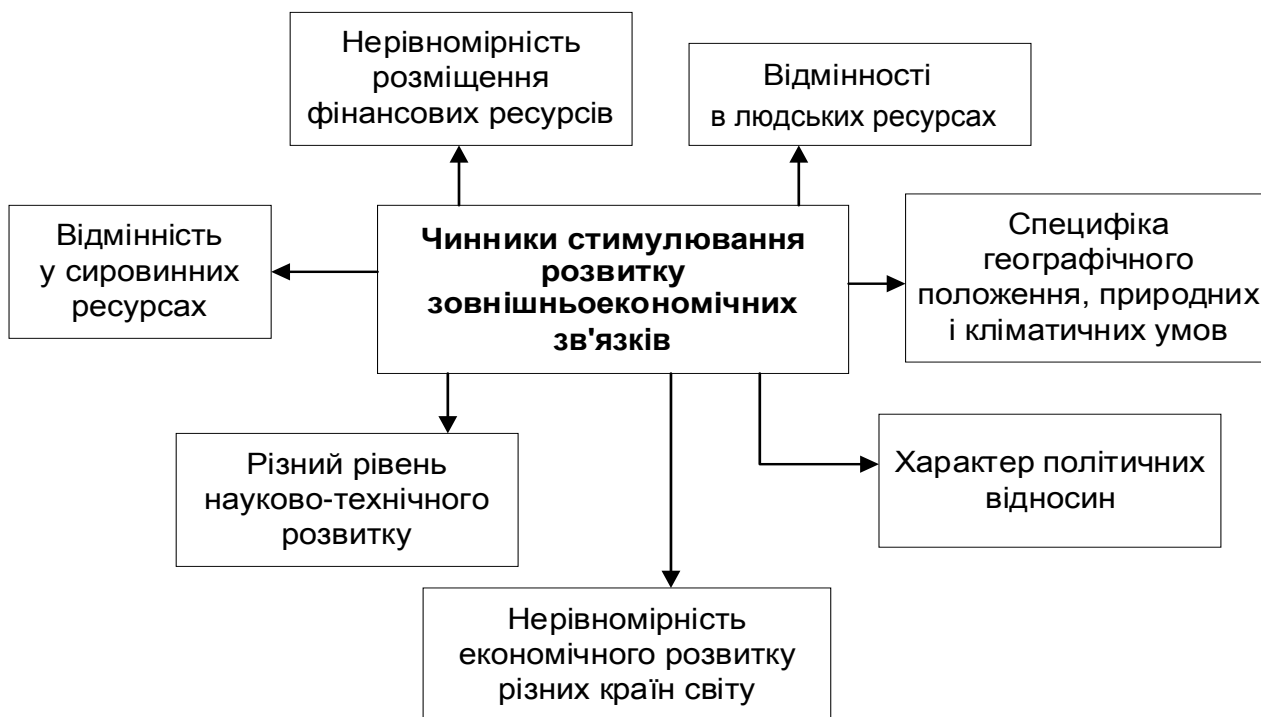 Нерівномірність
розміщення
фінансових ресурсів
Відмінності
в людських ресурсах
Відмінність
у сировинних
ресурсах
Чинники стимулювання
розвитку
зовнішньоекономічних
зв'язків
Специфіка
географічного
положення, природних
і кліматичних умов
Різний рівень
науково-технічного
розвитку
Характер політичних
відносин
Нерівномірність
економічного розвитку
різних країн світу